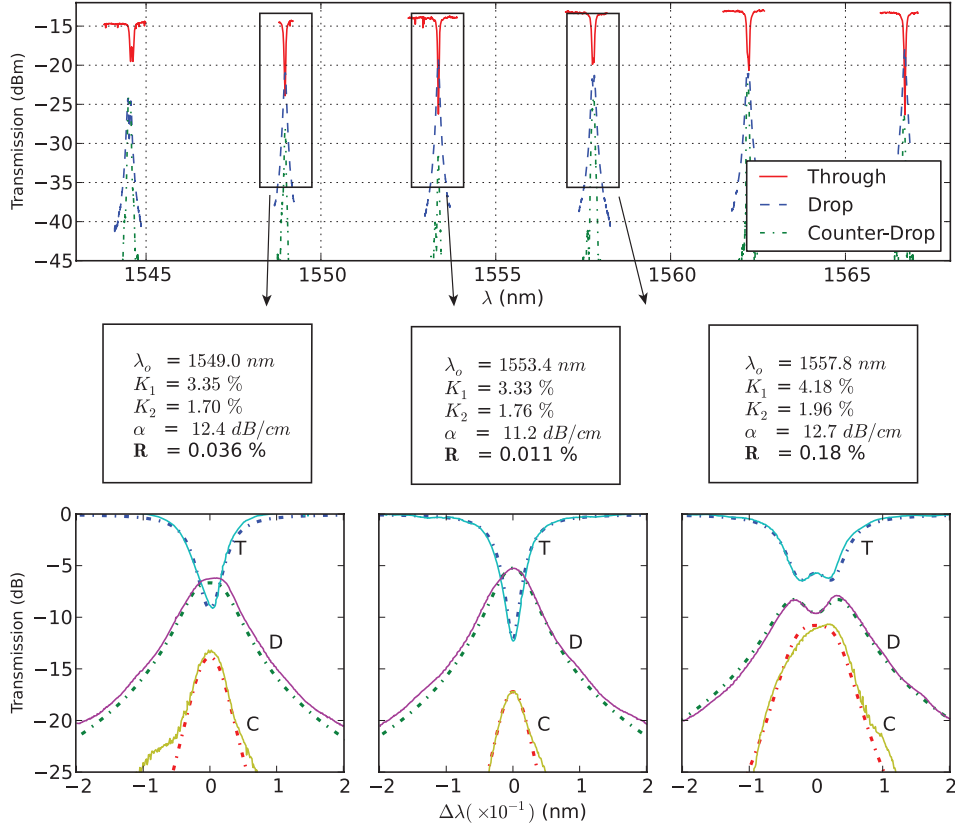 Transmission (dBm)
−15
−20
−25
−30
−35
−40
−45
1545
1550
1555
1560
1565
λ (nm)
Through
Drop
Counter-Drop
λo = 1549.0 nm
K1 = 3.35 %
K2 = 1.70 %
α = 12.4 dB/cm
R = 0.036 %
λo = 1553.4 nm
K1 = 3.33 %
K2 = 1.76 %
α = 11.2 dB/cm
R = 0.011 %
λo = 1557.8 nm
K1 = 4.18 %
K2 = 1.96 %
α = 12.7 dB/cm
R = 0.18 %
Transmission (dB)
0
−5
−10
−15
−20
−25
T
D
C
−2 −1 0 1 2
T
D
C
−2 −1 0 1 2
T
D
C
−2 −1 0 1 2
Δλ(×10−1) (nm)